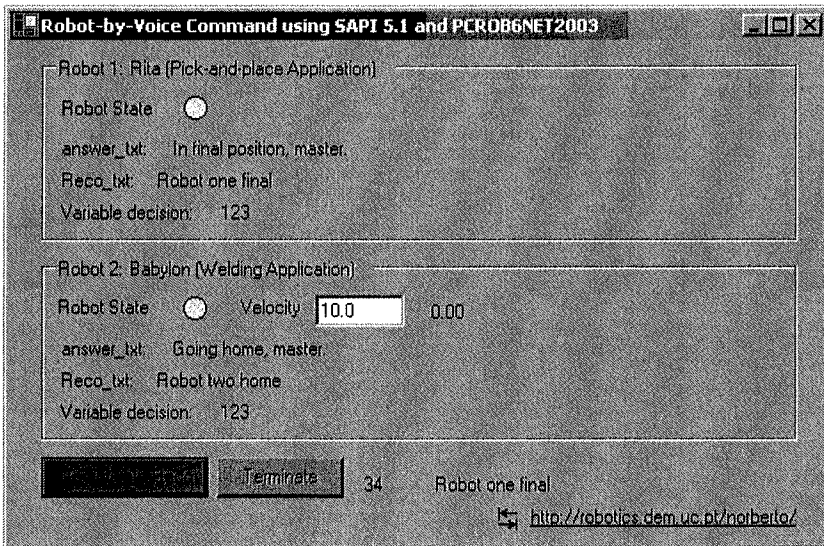 Robot-by-Voice Command using SAPI 5.1 and PCROB6NET2003
Robot 1: Rita (Pick-and-place Application)
Robot State
answer_txt: In final position, master.
Reco_txt: Robot one final
Variable decision: 123
Robot 2: Babylon (Welding Application)
Robot State Velocity 10.0 0.00
answer_txt: Going home, master.
Reco_txt: Robot two home
Variable decision: 123
Terminate 34 Robot one final
http://robotics.dem.uc.pt/norberto/